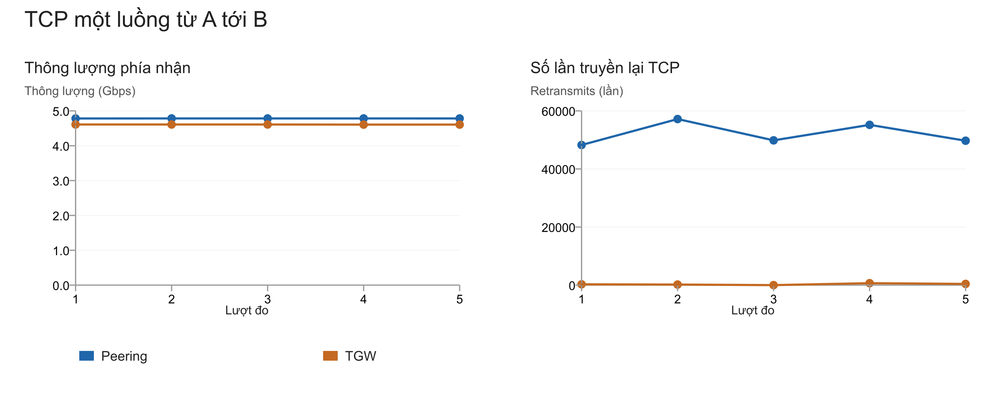 TCP một luồng từ A tới B
Thông lượng phía nhận
Thông lượng (Gbps)
5.0
4.0
3.0
2.0
1.0
0.0
1 2 3 4 5
Lượt đo
Số lần truyền lại TCP
Retransmits (lần)
60000
40000
20000
0
1 2 3 4 5
Lượt đo
Peering
TGW